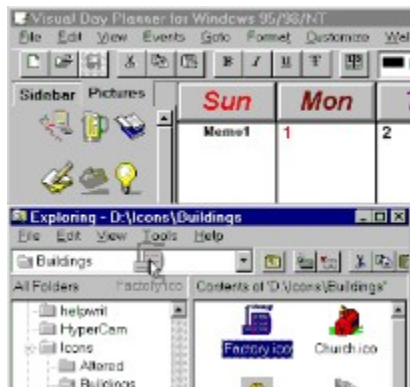 Visual Day Planner for Windows 95/98/NT
File Edit View Events Goto Format Customize
Sidebar Pictures
B I U T
Sun Mon
Memo1 1 2
Exploring - D:\Icons\Buildings
File Edit View Tools Help
Buildings
All Folders Factory.ico Contents of 'D:\Icons\Buildings'
helpwrit
HyperCam
Icons
Altered
Buildings
Factory.ico Church.ico